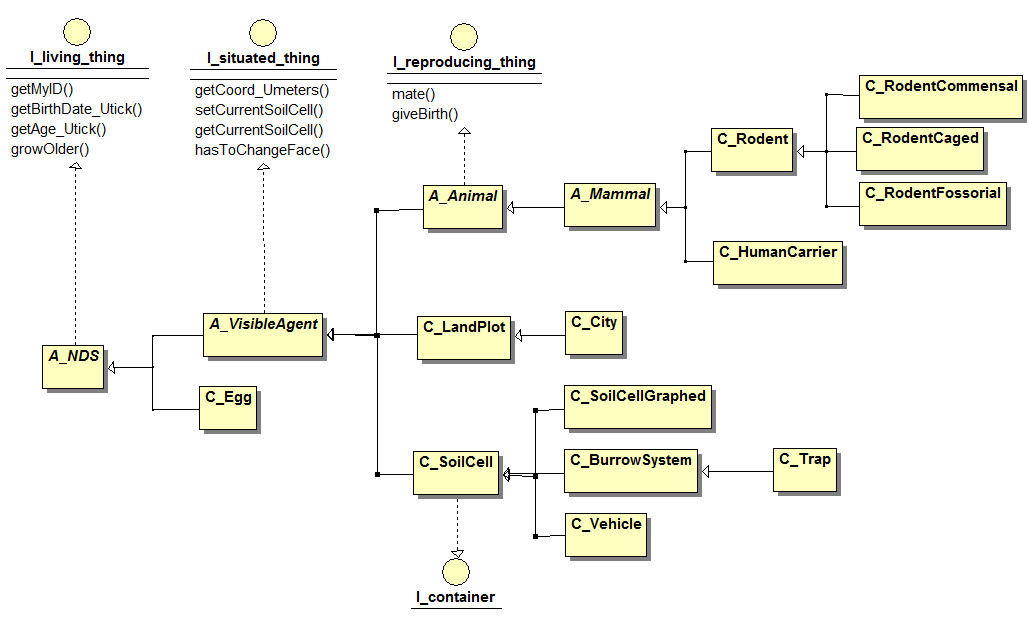 I_living_thing
getMyID()
getBirthDate_Utick()
getAge_Utick()
growOlder()
I_situated_thing
getCoord_Umeters()
setCurrentSoilCell()
getCurrentSoilCell()
hasToChangeFace()
I_reproducing_thing
mate()
giveBirth()
C_RodentCommensal
C_Rodent
C_RodentCaged
C_RodentFossorial
A_Animal
A_Mammal
C_HumanCarrier
A_VisibleAgent
C_LandPlot
C_City
A_NDS
C_Egg
C_SoilCellGraphed
C_SoilCell
C_BurrowSystem
C_Trap
C_Vehicle
I_container